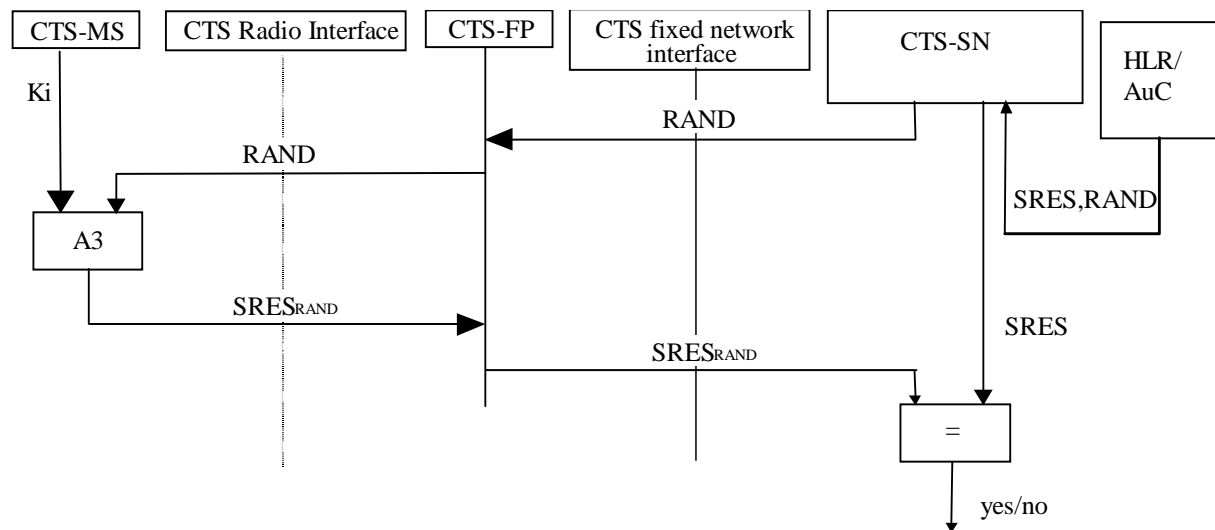 CTS-MS
CTS Radio Interface
CTS-FP
CTS fixed network
interface
CTS-SN
HLR/
AuC
Ki
RAND
RAND
SRES,RAND
A3
SRESRAND
SRES
SRESRAND
=
yes/no